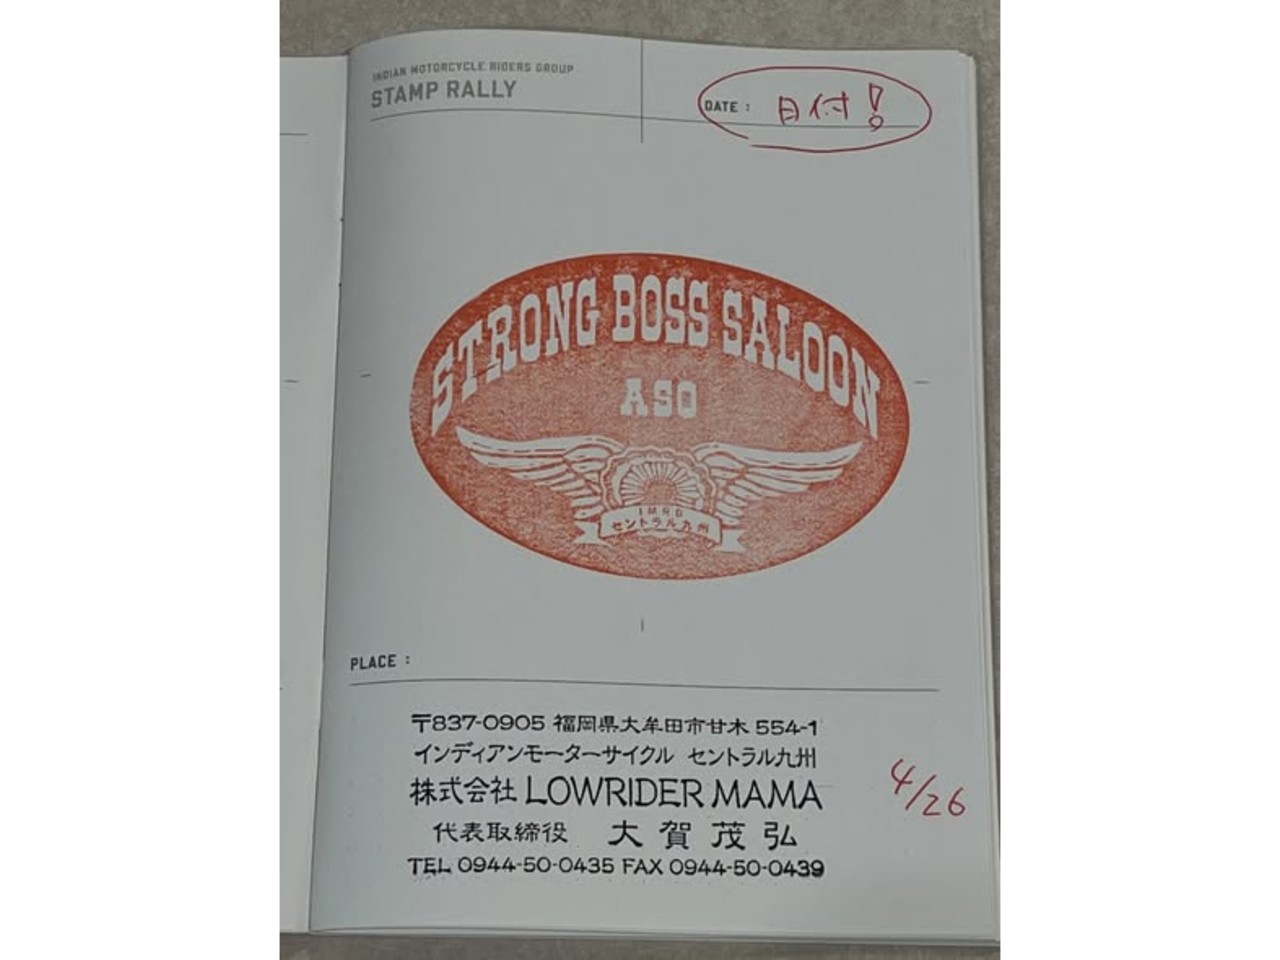 INDIAN MOTORCYCLE RIDERS GROUP
STAMP RALLY
DATE : 日付!
STRONG BOSS SALOON
ASO
IMRG
セントラル九州
PLACE :
〒837-0905 福岡県大牟田市甘木 554-1
インディアンモーターサイクル セントラル九州
株式会社 LOWRIDER MAMA
4/26
代表取締役 大賀茂弘
TEL 0944-50-0435 FAX 0944-50-0439